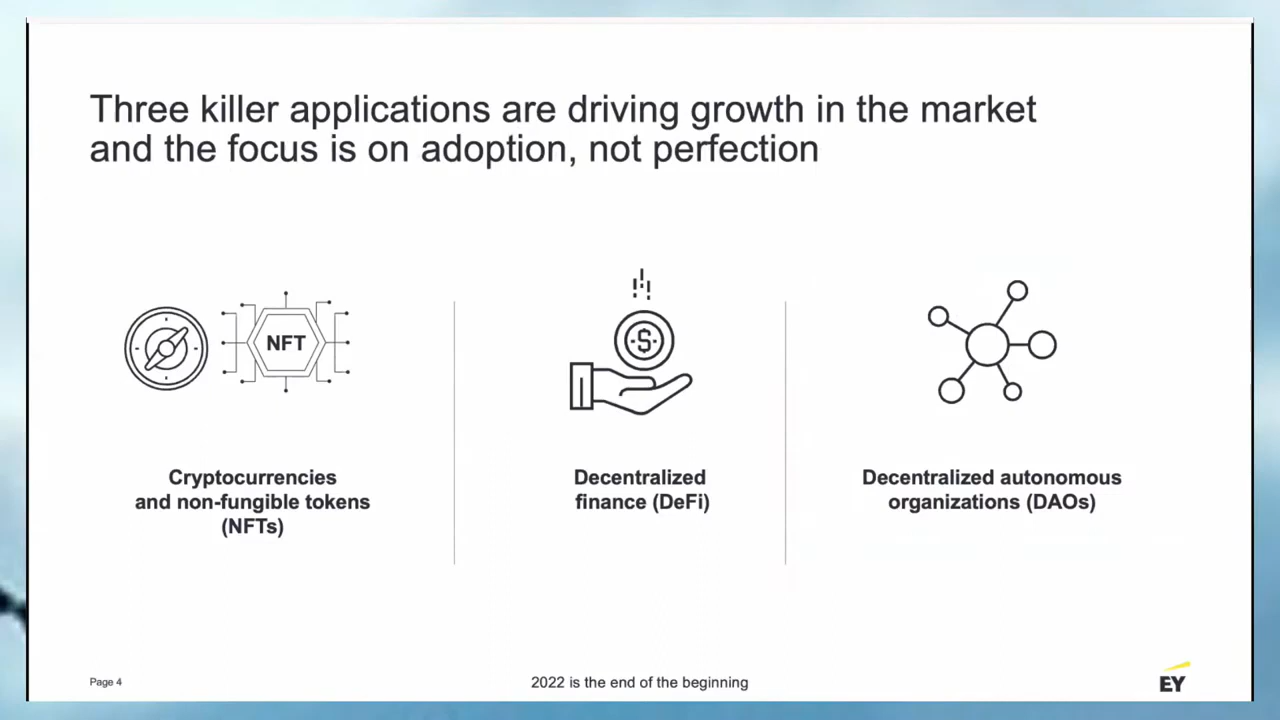 Three killer applications are driving growth in the market
and the focus is on adoption, not perfection
NFT
$
Cryptocurrencies
and non-fungible tokens
(NFTs)
Decentralized
finance (DeFi)
Decentralized autonomous
organizations (DAOs)
Page 4
2022 is the end of the beginning
EY